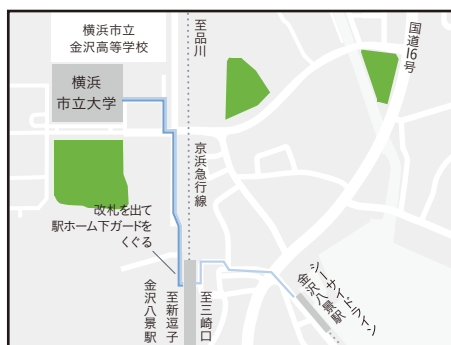 横浜市立
金沢高等学校
横浜
市立大学
至品川
国道16号
京浜急行線
改札を出て
駅ホーム下ガードを
くぐる
金沢八景駅
至新逗子
至三崎口
シーサイドライン
金沢八景駅